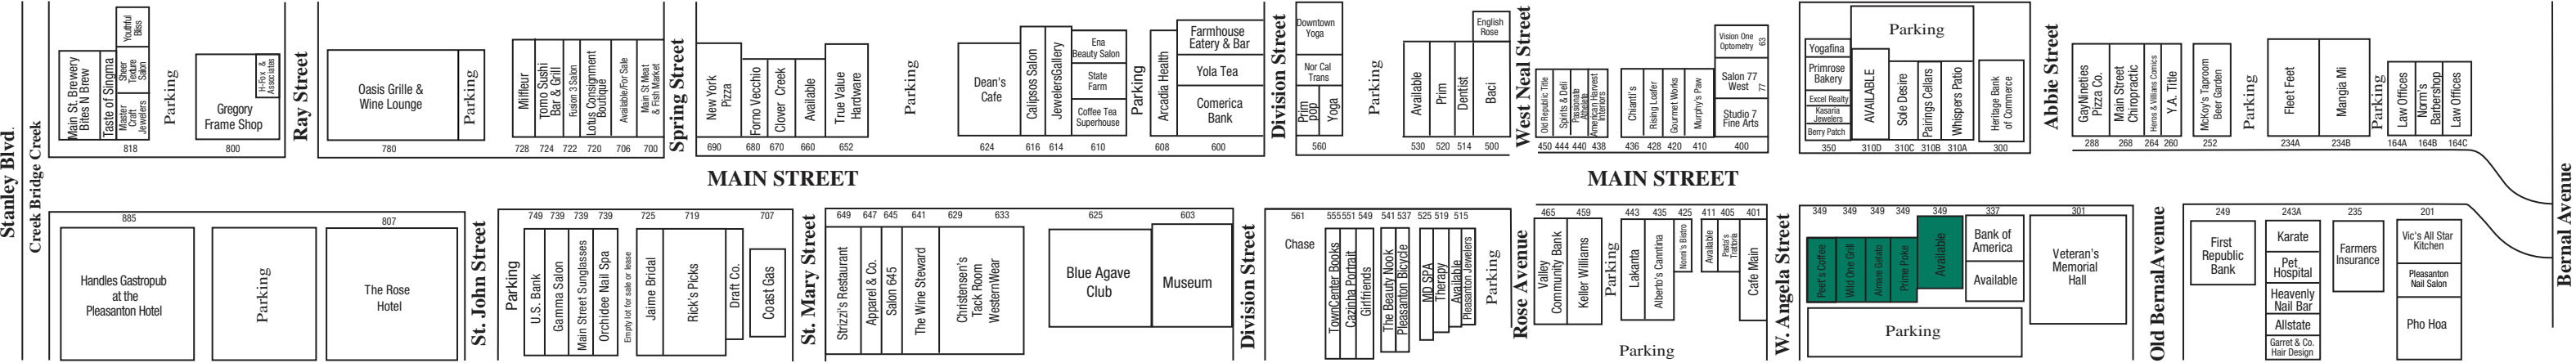 Stanley Blvd.
Creek Bridge Creek
Main St. Brewery
Bites N Brew
Taste of Singma
Youthful
Bliss
Sheer
Texture
Salon
Master
Craft
Jewelers
818
Parking
Gregory
Frame Shop
H-Fox &
Associates
800
Ray Street
Oasis Grille &
Wine Lounge
Parking
780
Milfleur
Tomo Sushi
Bar & Grill
Fusion 3 Salon
Lotus Consignment
Boutique
Available/For Sale
Main St Meat
& Fish Market
728
724
722
720
706
700
Spring Street
New York
Pizza
Forno Vecchio
Clover Creek
Available
True Value
Hardware
690
680
670
660
652
Parking
Dean's
Cafe
Calipsos Salon
JewelersGallery
Ena
Beauty Salon
State
Farm
Coffee Tea
Superhouse
624
616
614
610
Parking
Arcadia Health
Farmhouse
Eatery & Bar
Yola Tea
Comerica
Bank
608
600
Division Street
Downtown
Yoga
Nor Cal
Trans
Prim
pop
Yoga
560
Parking
Available
Prim
Dentist
English
Rose
Baci
530
520
514
500
West Neal Street
Old Republic Title
Spirits & Deli
Passionate
Athlete
American Harvest
Interiors
450
444
440
438
Chianti's
Rising Loafer
Gourmet Works
Murphy's Paw
Vision One
Optometry
63
Salon 77
West
77
Studio 7
Fine Arts
436
428
420
410
400
Parking
Yogafina
Primrose
Bakery
Excel Realty
Kasaria
Jewelers
Berry Patch
AVAILABLE
Sole Desire
Pairings Cellars
Whispers Patio
Heritage Bank
of Commerce
350
310D
310C
310B
310A
300
Abbie Street
GayNineties
Pizza Co.
Main Street
Chiropractic
Heros & Villians Comics
Y.A. Title
McKoy's Taproom
Beer Garden
Parking
Fleet Feet
Mangia Mi
Parking
Law Offices
Norm's
Barbershop
Law Offices
288
268
264
260
252
234A
234B
164A
164B
164C
Bernal Avenue
MAIN STREET
MAIN STREET
885
Handles Gastropub
at the
Pleasanton Hotel
Parking
807
The Rose
Hotel
St. John Street
749
739
739
739
725
719
707
Parking
U.S. Bank
Gamma Salon
Main Street Sunglasses
Orchidee Nail Spa
Empty lot for sale or lease
Jaime Bridal
Rick's Picks
Draft Co.
Coast Gas
St. Mary Street
649
647
645
641
629
633
625
603
Strizzi's Restaurant
Apparel & Co.
Salon 645
The Wine Steward
Christensen's
Tack Room
WesternWear
Blue Agave
Club
Museum
Division Street
561
555
551
549
541
537
525
519
515
Chase
TownCenter Books
Cazinha Portrait
Girlfriends
The Beauty Nook
Pleasanton Bicycle
MD SPA
Therapy
Available
Pleasanton Jewelers
Parking
Rose Avenue
465
459
443
435
425
411
405
401
Valley
Community Bank
Keller Williams
Parking
Lakanta
Alberto's Cantina
Nonni's Bistro
Available
Pasta's
Trattoria
Cafe Main
Parking
W. Angela Street
349
349
349
349
349
337
301
Peet's Coffee
Wild One Grill
Almare Gelato
Prime Poke
Available
Bank of
America
Available
Veteran's
Memorial
Hall
Parking
Old BernalAvenue
249
243A
235
201
First
Republic
Bank
Karate
Pet
Hospital
Heavenly
Nail Bar
Allstate
Garret & Co.
Hair Design
Farmers
Insurance
Vic's All Star
Kitchen
Pleasanton
Nail Salon
Pho Hoa